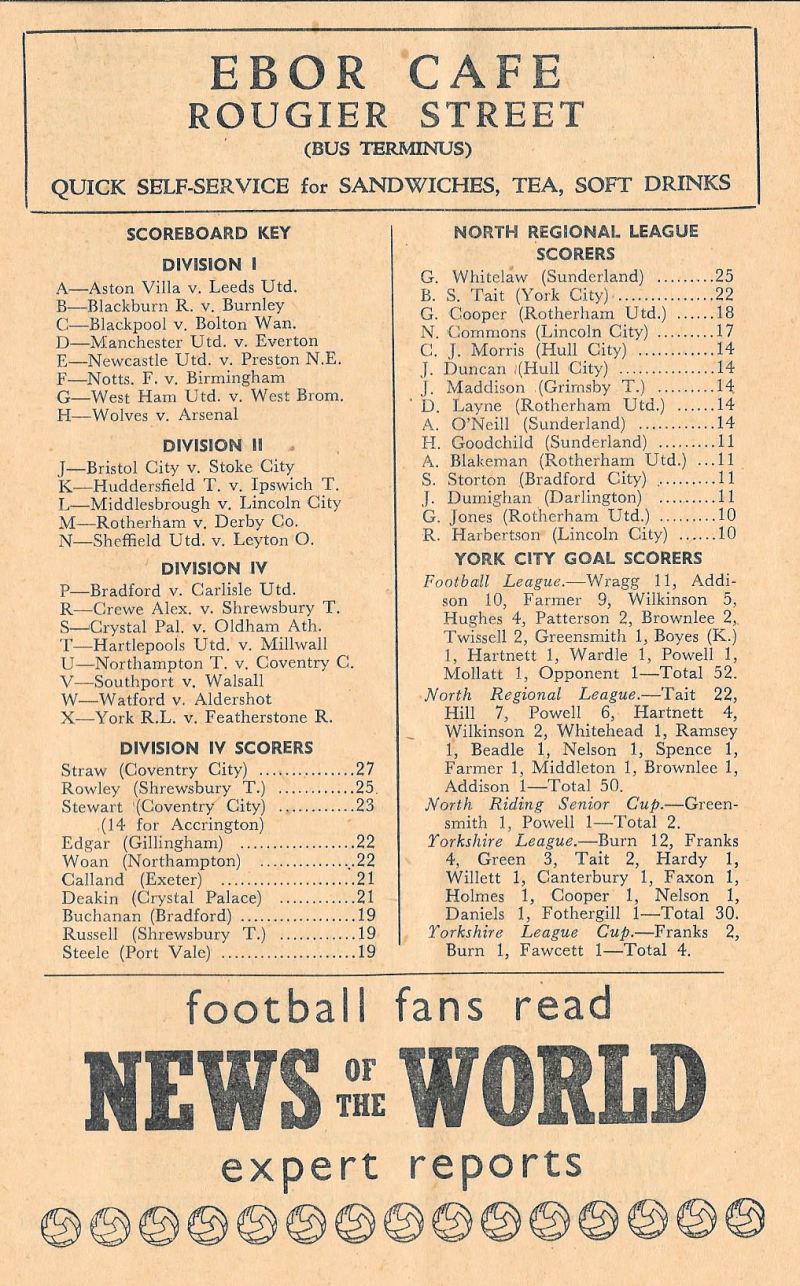 EBOR CAFE
ROUGIER STREET
(BUS TERMINUS)
QUICK SELF-SERVICE for SANDWICHES, TEA, SOFT DRINKS
SCOREBOARD KEY
DIVISION I
A—Aston Villa v. Leeds Utd.
B—Blackburn R. v. Burnley
C—Blackpool v. Bolton Wan.
D—Manchester Utd. v. Everton
E—Newcastle Utd. v. Preston N.E.
F—Notts. F. v. Birmingham
G—West Ham Utd. v. West Brom.
H—Wolves v. Arsenal
DIVISION II
J—Bristol City v. Stoke City
K—Huddersfield T. v. Ipswich T.
L—Middlesbrough v. Lincoln City
M—Rotherham v. Derby Co.
N—Sheffield Utd. v. Leyton O.
DIVISION IV
P—Bradford v. Carlisle Utd.
R—Crewe Alex. v. Shrewsbury T.
S—Crystal Pal. v. Oldham Ath.
T—Hartlepools Utd. v. Millwall
U—Northampton T. v. Coventry C.
V—Southport v. Walsall
W—Watford v. Aldershot
X—York R.L. v. Featherstone R.
DIVISION IV SCORERS
Straw (Coventry City) ...............27
Rowley (Shrewsbury T.) ............25
Stewart (Coventry City) ............23
(14 for Accrington)
Edgar (Gillingham) ..................22
Woan (Northampton) ...............22
Calland (Exeter) .....................21
Deakin (Crystal Palace) ............21
Buchanan (Bradford) ..................19
Russell (Shrewsbury T.) ............19
Steele (Port Vale) .....................19
NORTH REGIONAL LEAGUE
SCORERS
G. Whitelaw (Sunderland) .........25
B. S. Tait (York City) ...............22
G. Cooper (Rotherham Utd.) ......18
N. Commons (Lincoln City) .........17
C. J. Morris (Hull City) ............14
J. Duncan (Hull City) ...............14
J. Maddison (Grimsby T.) .........14
D. Layne (Rotherham Utd.) ......14
A. O'Neill (Sunderland) ............14
H. Goodchild (Sunderland) .........11
A. Blakeman (Rotherham Utd.) ...11
S. Storton (Bradford City) .........11
J. Dumighan (Darlington) .........11
G. Jones (Rotherham Utd.) .........10
R. Harbertson (Lincoln City) ......10
YORK CITY GOAL SCORERS
Football League.—Wragg 11, Addi-
son 10, Farmer 9, Wilkinson 5,
Hughes 4, Patterson 2, Brownlee 2,
Twissell 2, Greensmith 1, Boyes (K.)
1, Hartnett 1, Wardle 1, Powell 1,
Mollatt 1, Opponent 1—Total 52.
North Regional League.—Tait 22,
Hill 7, Powell 6, Hartnett 4,
Wilkinson 2, Whitehead 1, Ramsey
1, Beadle 1, Nelson 1, Spence 1,
Farmer 1, Middleton 1, Brownlee 1,
Addison 1—Total 50.
North Riding Senior Cup.—Green-
smith 1, Powell 1—Total 2.
Yorkshire League.—Burn 12, Franks
4, Green 3, Tait 2, Hardy 1,
Willett 1, Canterbury 1, Faxon 1,
Holmes 1, Cooper 1, Nelson 1,
Daniels 1, Fothergill 1—Total 30.
Yorkshire League Cup.—Franks 2,
Burn 1, Fawcett 1—Total 4.
football fans read
NEWS OF THE WORLD
expert reports